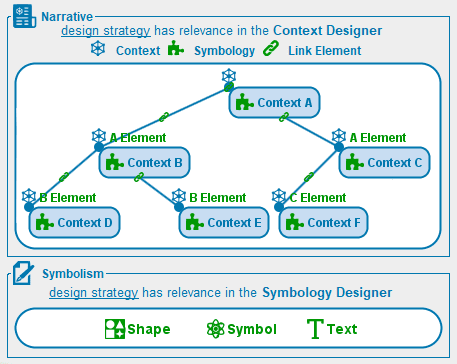 Narrative
design strategy has relevance in the Context Designer
Context Symbology Link Element
Context A
A Element A Element
Context B Context C
B Element B Element C Element
Context D Context E Context F
Symbolism
design strategy has relevance in the Symbology Designer
Shape Symbol Text